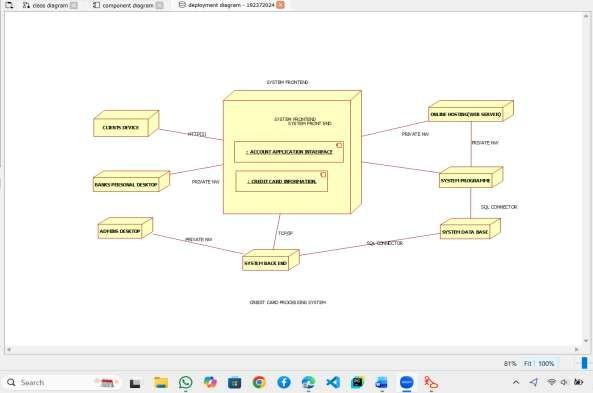 class diagram
component diagram
deployment diagram - 192372024
SYSTEM FRONTEND
SYSTEM FRONTEND
SYSTEM FRONT END
ONLINE HOSTING(WEB SERVER)
CLIENTS DEVICE
HTTP(S)
PRIVATE NW
PRIVATE NW
: ACCOUNT APPLICATION INTAERFACE
BANKS PERSONAL DESKTOP
PRIVATE NW
: CREDIT CARD INFORMATION.
SYSTEM PROGRAMME
SQL CONNECTOR
ADMINS DESKTOP
PRIVATE NW
TCP/IP
SQL CONNECTOR
SYSTEM DATA BASE
SYSTEM BACK END
CREDIT CARD PROCESSING SYSTEM
81% Fit 100%
Search